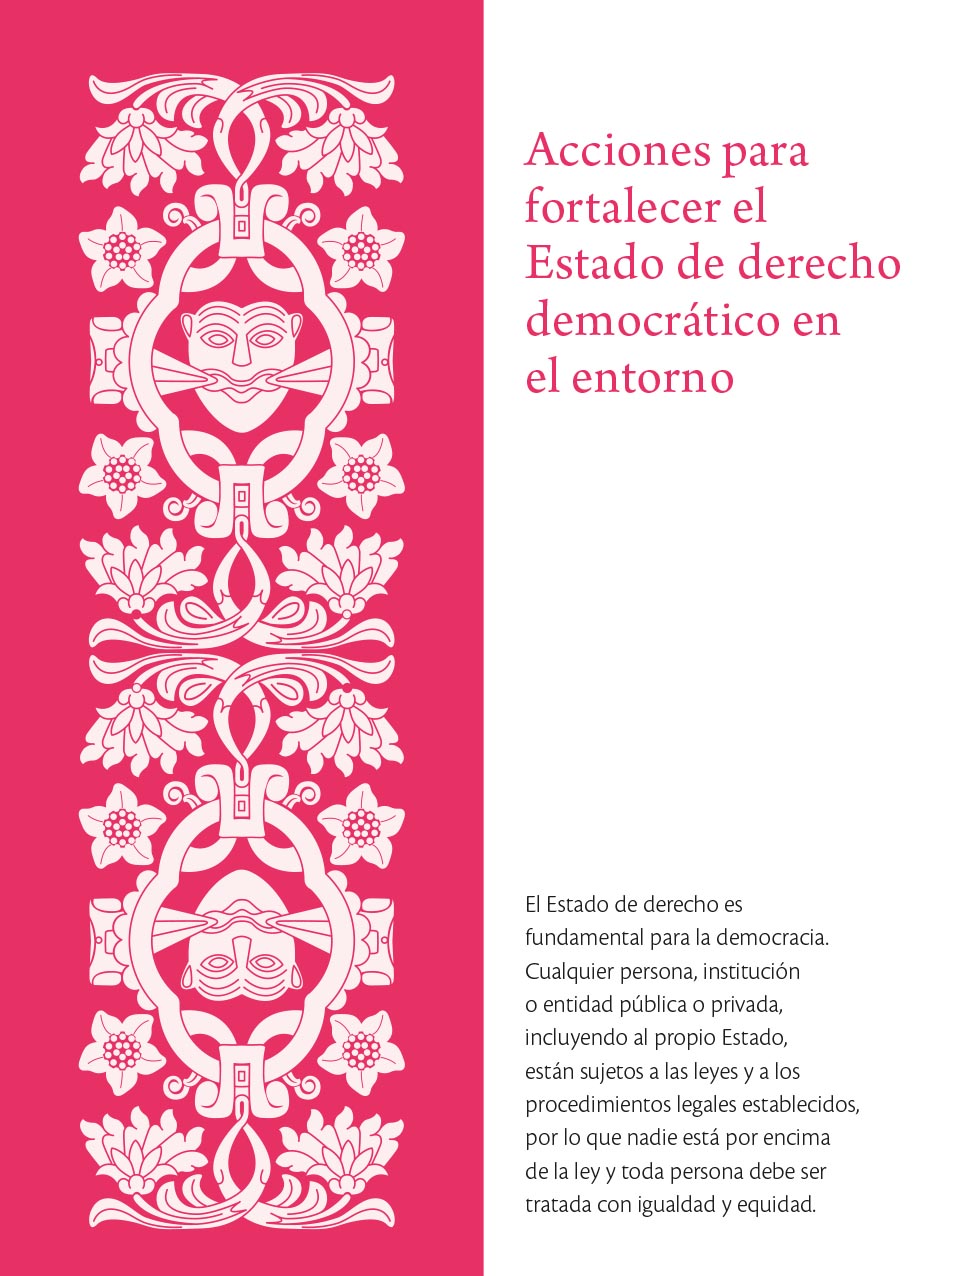 Acciones para
fortalecer el
Estado de derecho
democrático en
el entorno
El Estado de derecho es
fundamental para la democracia.
Cualquier persona, institución
o entidad pública o privada,
incluyendo al propio Estado,
están sujetos a las leyes y a los
procedimientos legales establecidos,
por lo que nadie está por encima
de la ley y toda persona debe ser
tratada con igualdad y equidad.